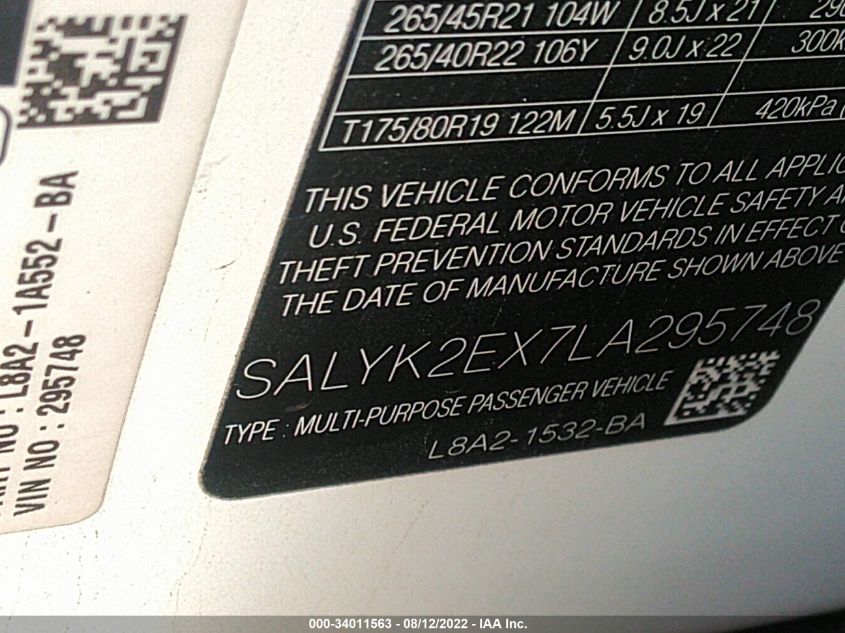 265/45R21 104W 8.5J x 21 
265/40R22 106Y 9.0J x 22 300k
T175/80R19 122M 5.5J x 19 420kPa
THIS VEHICLE CONFORMS TO ALL APPLIC
U.S. FEDERAL MOTOR VEHICLE SAFETY A
THEFT PREVENTION STANDARDS IN EFFECT
THE DATE OF MANUFACTURE SHOWN ABOVE
SALYK2EX7LA295748
TYPE : MULTI-PURPOSE PASSENGER VEHICLE
L8A2-1532-BA
NO : L8A2-1A552-BA
VIN NO : 295748
000-34011563 - 08/12/2022 - IAA Inc.